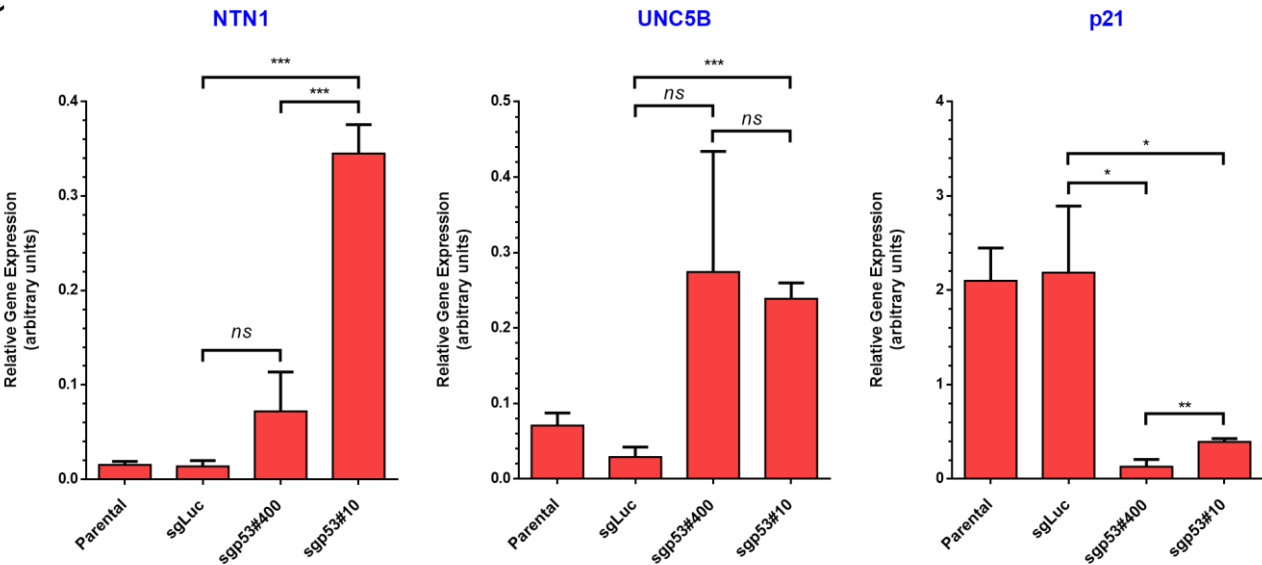 NTN1
Relative Gene Expression
(arbitrary units)
0.4
0.3
0.2
0.1
0.0
***
***
ns
Parental
sgLuc
sgp53#400
sgp53#10
UNC5B
Relative Gene Expression
(arbitrary units)
0.5
0.4
0.3
0.2
0.1
0.0
***
ns
ns
Parental
sgLuc
sgp53#400
sgp53#10
p21
Relative Gene Expression
(arbitrary units)
4
3
2
1
0
*
*
**
Parental
sgLuc
sgp53#400
sgp53#10